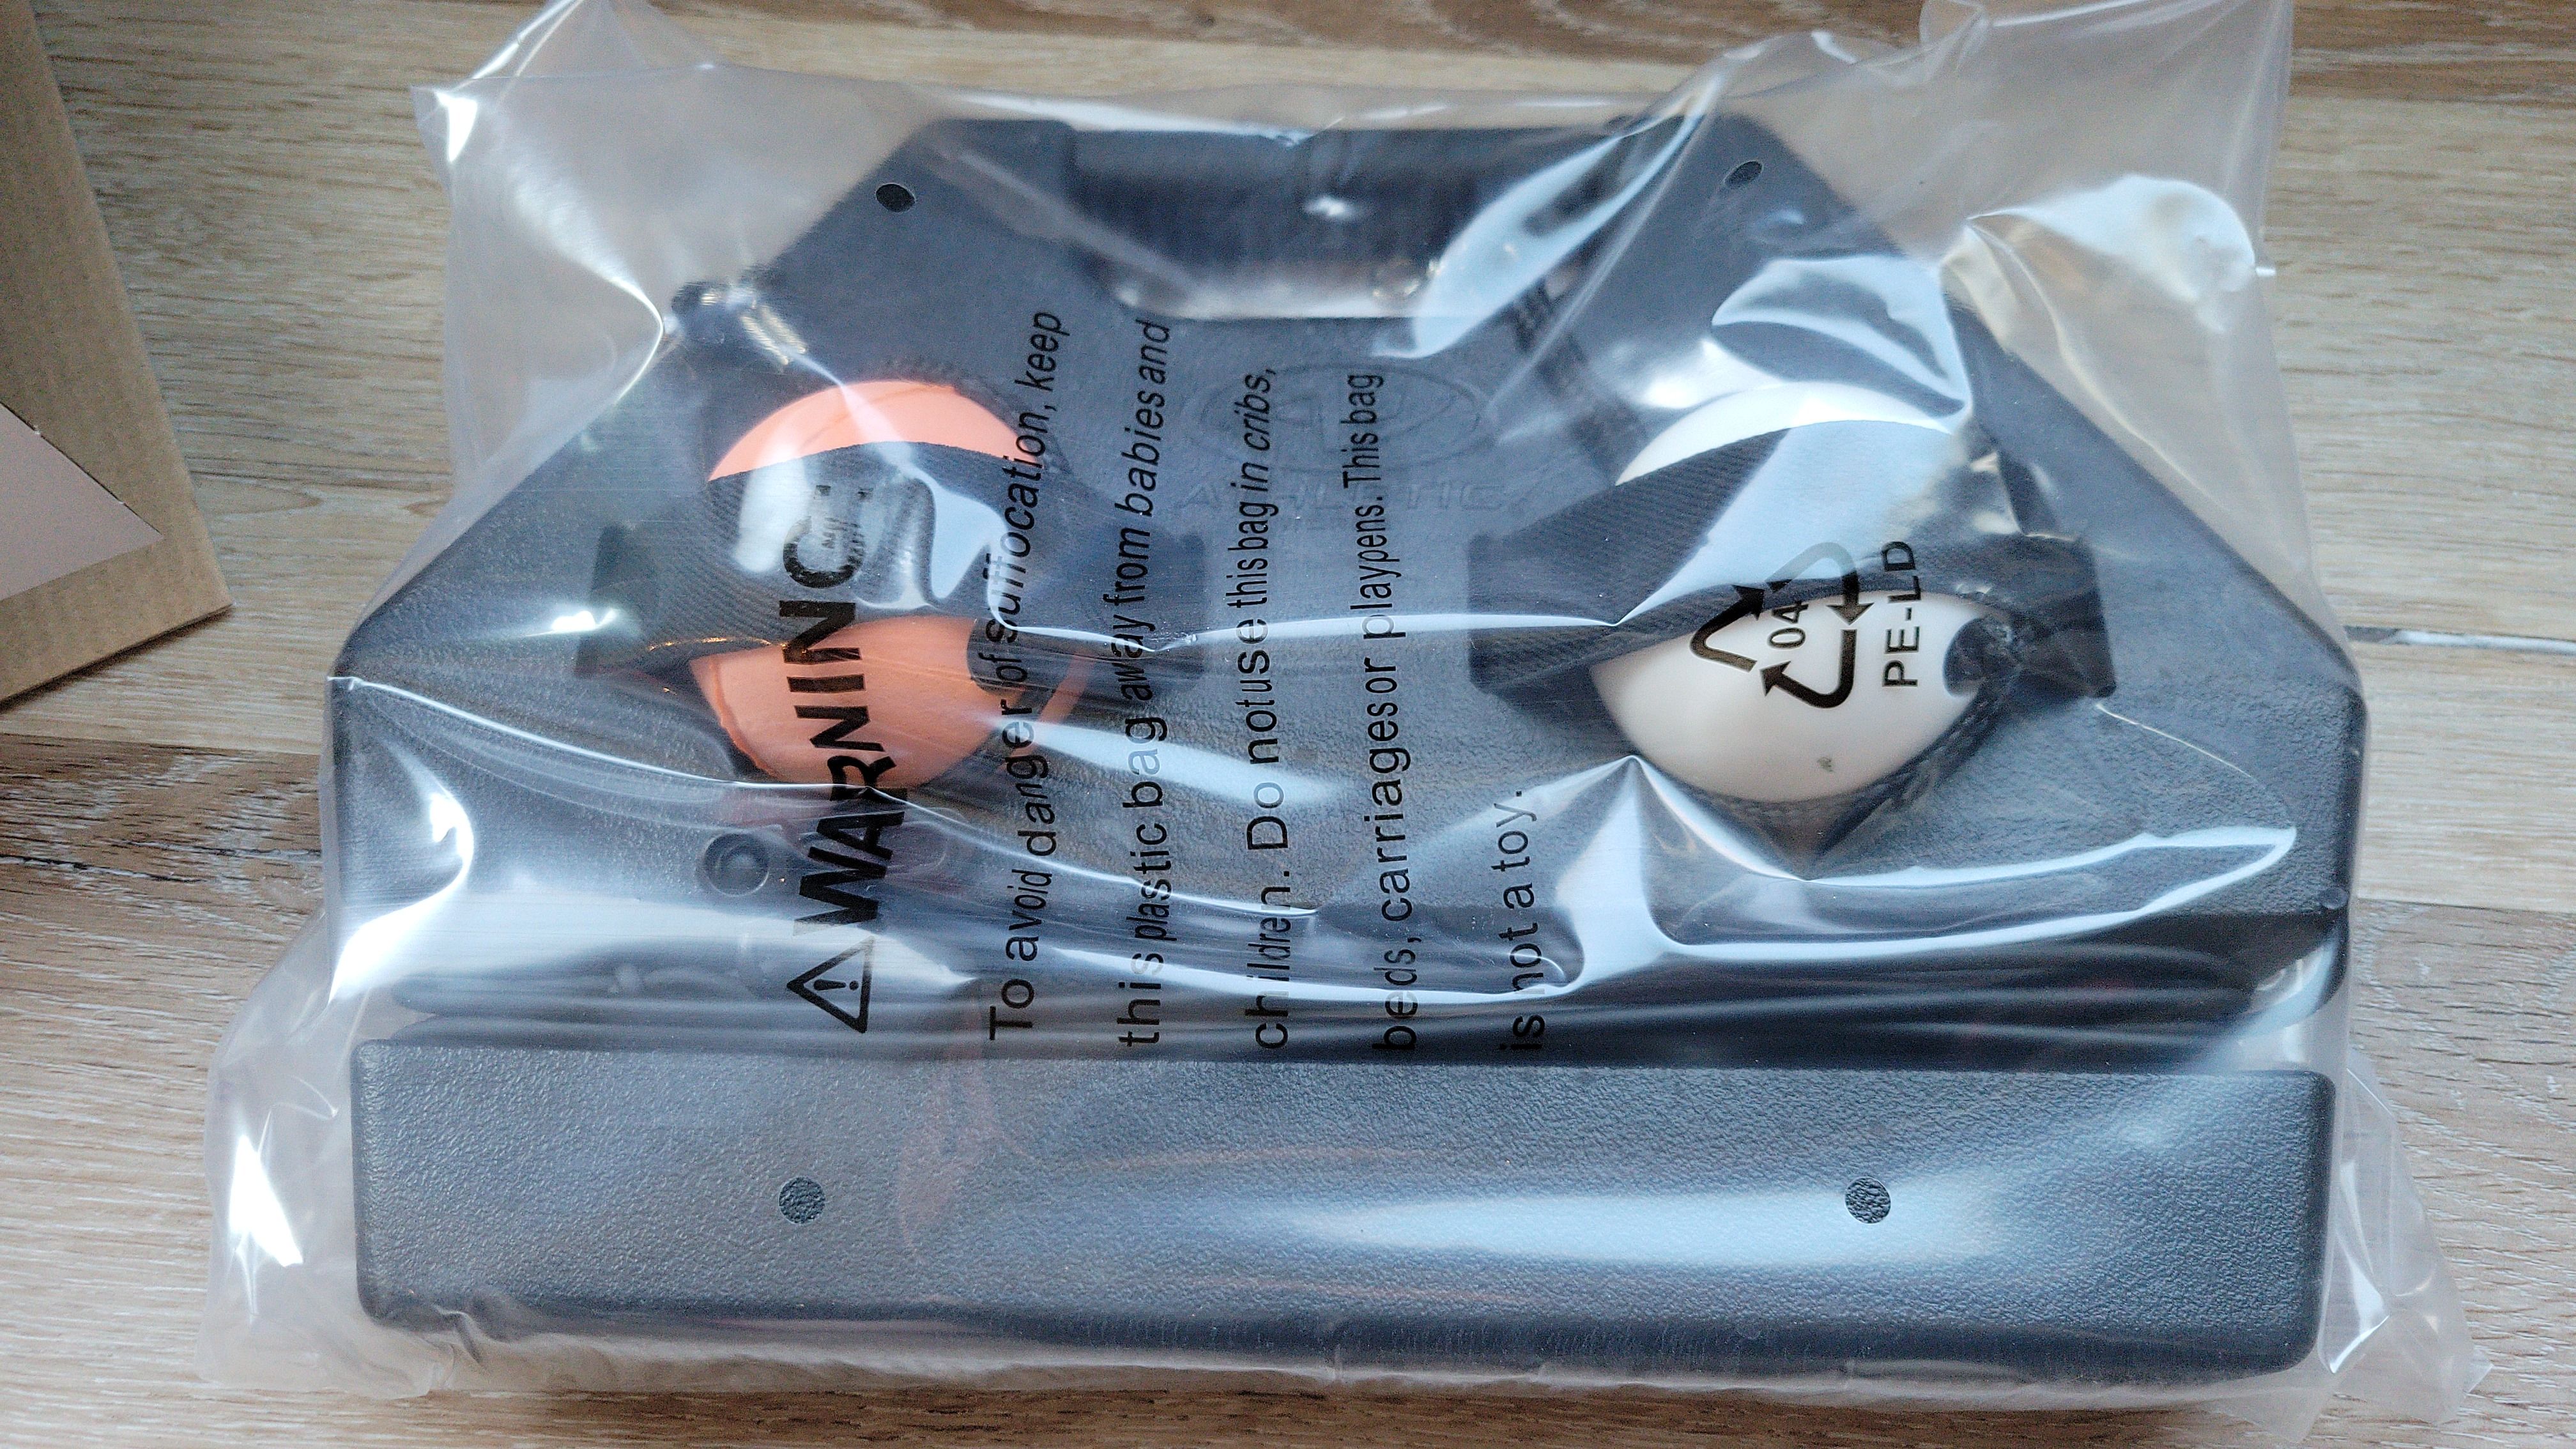 WARNING
To avoid danger of suffocation, keep
this plastic bag away from babies and
children. Do not use this bag in cribs,
beds, carriages or playpens. This bag
is not a toy.
04
PE-LD
ATHLETIC